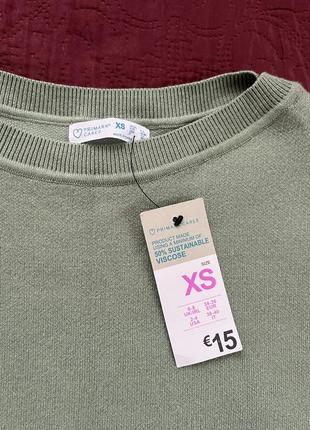 PRIMARK
CARES
XS
PRIMARK CARES
PRODUCT MADE
USING A MINIMUM OF
50% SUSTAINABLE
VISCOSE
SIZE
XS
6-8 34-36
UK/IRL EUR
2-4 38-40
USA IT
€15